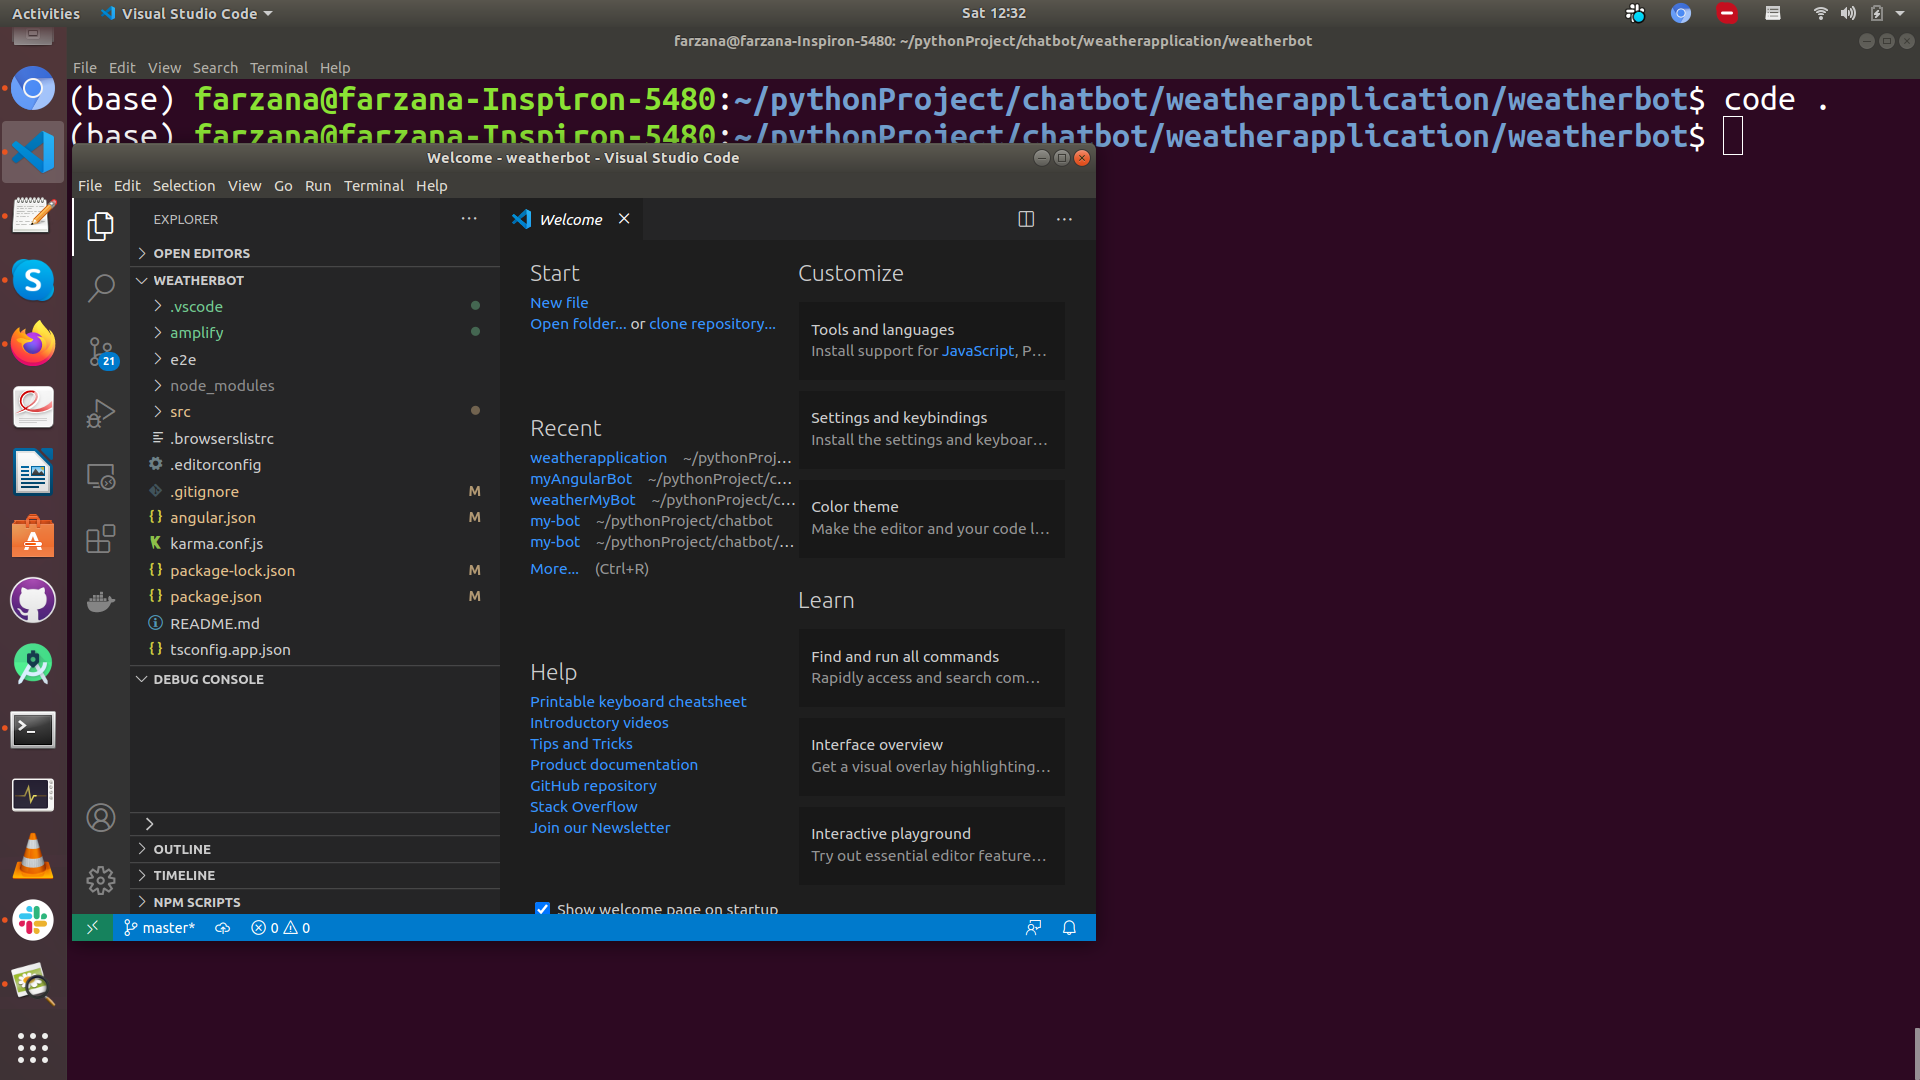 Activities Visual Studio Code Sat 12:32
farzana@farzana-Inspiron-5480: ~/pythonProject/chatbot/weatherapplication/weatherbot
File Edit View Search Terminal Help
(base) farzana@farzana-Inspiron-5480:~/pythonProject/chatbot/weatherapplication/weatherbot$ code .
(base) farzana@farzana-Inspiron-5480:~/pythonProject/chatbot/weatherapplication/weatherbot$
Welcome - weatherbot - Visual Studio Code
File Edit Selection View Go Run Terminal Help
EXPLORER
OPEN EDITORS
WEATHERBOT
.vscode
amplify
e2e
node_modules
src
.browserslistrc
.editorconfig
.gitignore M
angular.json M
karma.conf.js
package-lock.json M
package.json M
README.md
tsconfig.app.json
DEBUG CONSOLE
OUTLINE
TIMELINE
NPM SCRIPTS
21
Welcome
Start
New file
Open folder... or clone repository...
Recent
weatherapplication ~/pythonProj...
myAngularBot ~/pythonProject/c...
weatherMyBot ~/pythonProject/c...
my-bot ~/pythonProject/chatbot
my-bot ~/pythonProject/chatbot/...
More... (Ctrl+R)
Help
Printable keyboard cheatsheet
Introductory videos
Tips and Tricks
Product documentation
GitHub repository
Stack Overflow
Join our Newsletter
Customize
Tools and languages
Install support for JavaScript, P...
Settings and keybindings
Install the settings and keyboar...
Color theme
Make the editor and your code l...
Learn
Find and run all commands
Rapidly access and search com...
Interface overview
Get a visual overlay highlighting...
Interactive playground
Try out essential editor feature...
Show welcome page on startup
master* 0 0